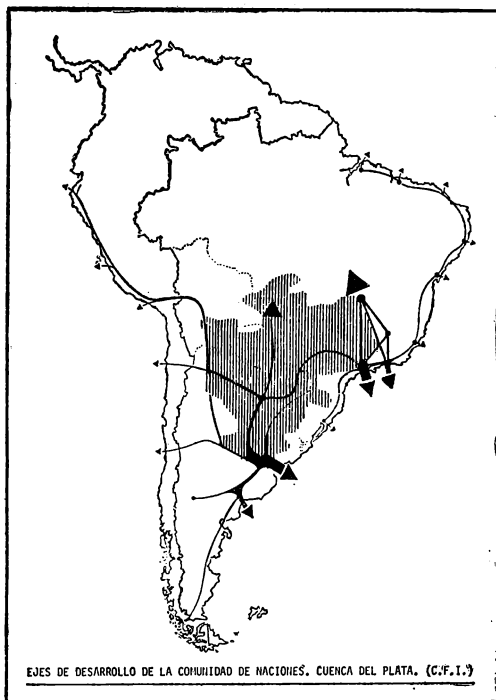 EJES DE DESARROLLO DE LA COMUNIDAD DE NACIONES. CUENCA DEL PLATA. (C.F.I.)